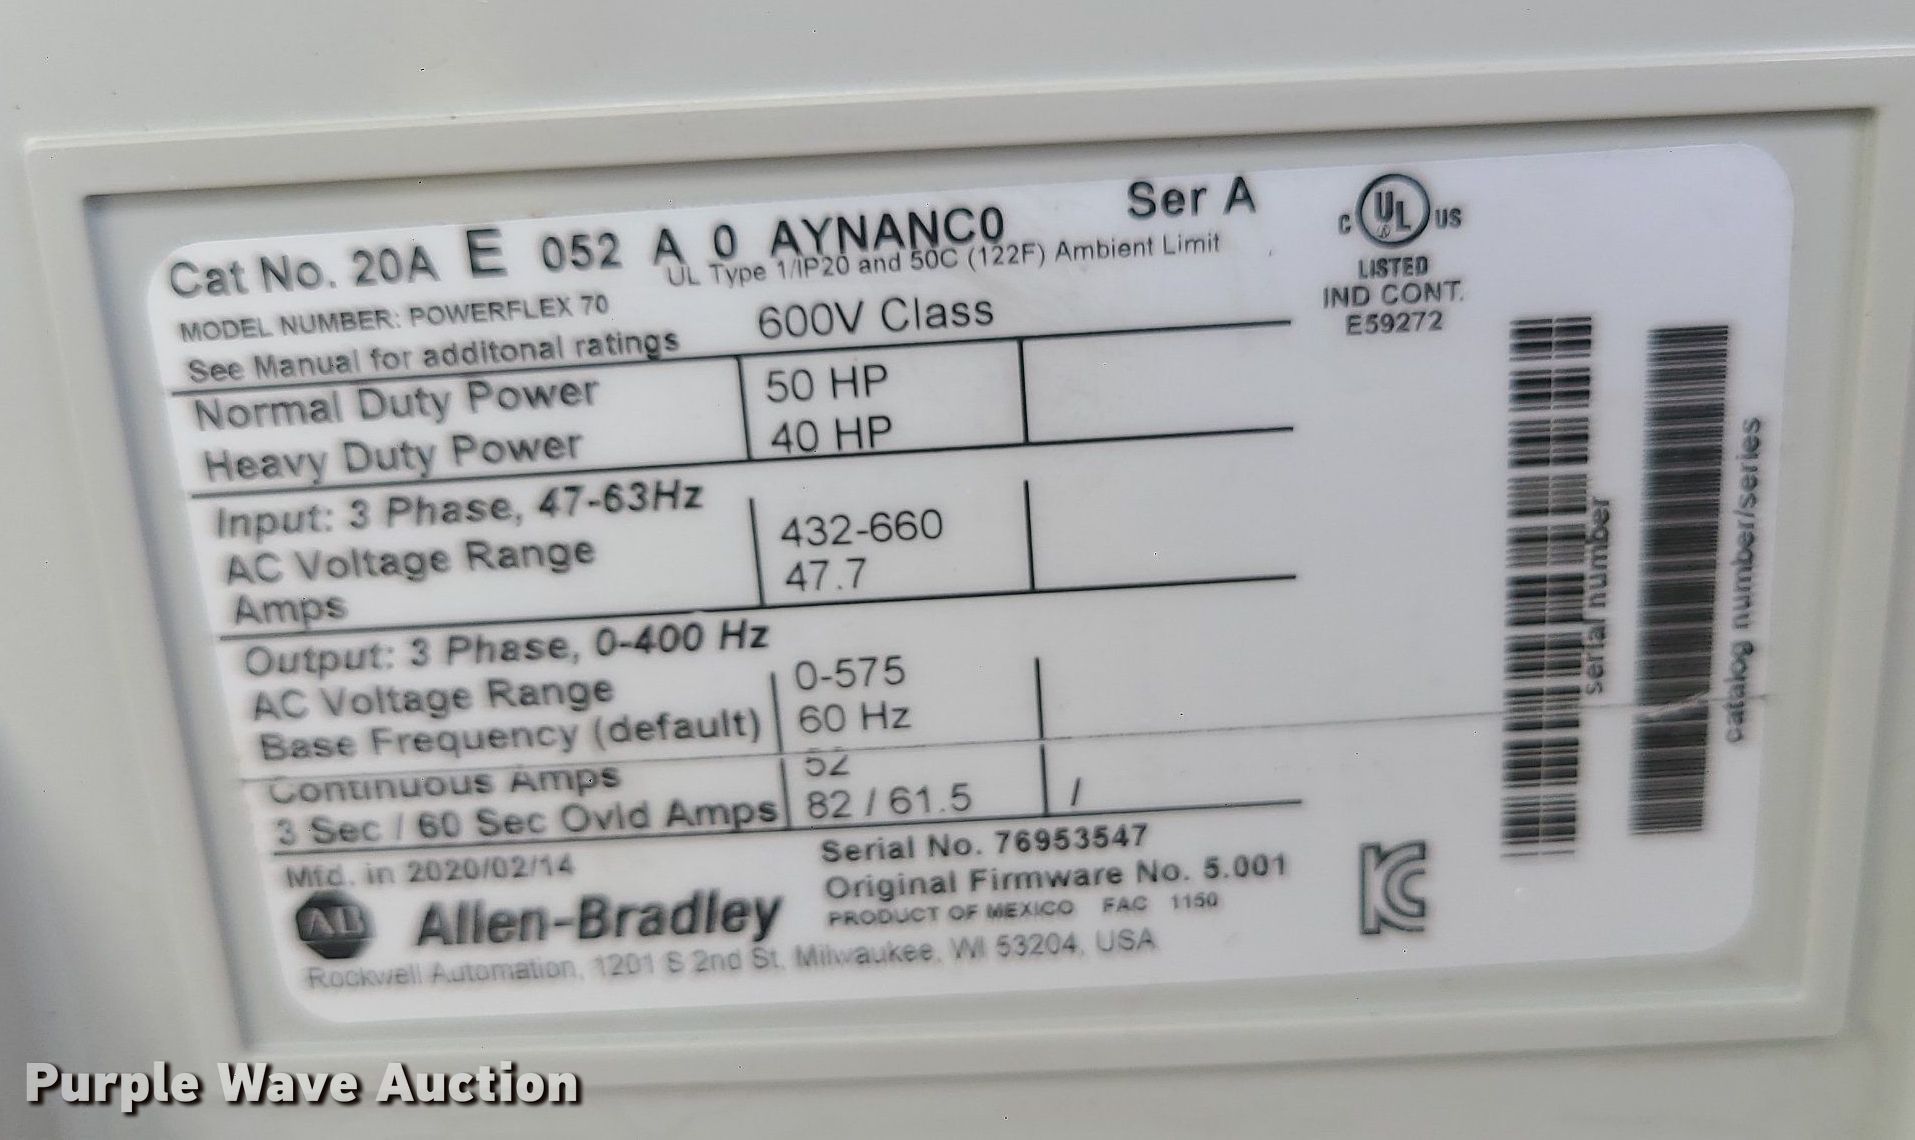 Cat No. 20A E 052 A 0 AYNANC0 Ser A
UL Type 1/IP20 and 50C (122F) Ambient Limit
MODEL NUMBER: POWERFLEX 70
See Manual for additonal ratings 600V Class
Normal Duty Power 50 HP
Heavy Duty Power 40 HP
Input: 3 Phase, 47-63Hz
AC Voltage Range 432-660
Amps 47.7
Output: 3 Phase, 0-400 Hz
AC Voltage Range 0-575
Base Frequency (default) 60 Hz
Continuous Amps 52
3 Sec / 60 Sec Ovld Amps 82 / 61.5 /
Mfd. in 2020/02/14
Serial No. 76953547
Original Firmware No. 5.001
PRODUCT OF MEXICO FAC 1150
AB Allen-Bradley
Rockwell Automation, 1201 S 2nd St. Milwaukee, WI 53204, USA
C UL US
LISTED
IND CONT.
E59272
serial number
catalog number/series
KC
Purple Wave Auction